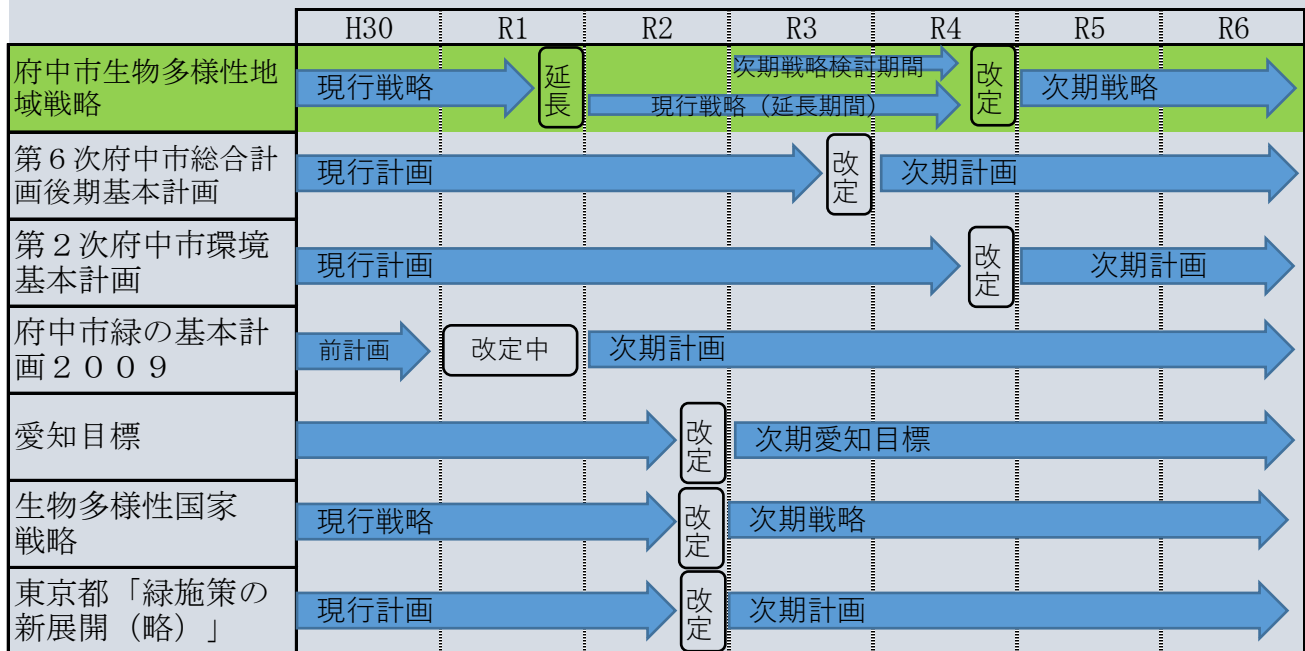 H30 R1 R2 R3 R4 R5 R6
府中市生物多様性地
域戦略
現行戦略
延長
次期戦略検討期間
現行戦略（延長期間）
改定
次期戦略
第６次府中市総合計
画後期基本計画
現行計画
改定
次期計画
第２次府中市環境
基本計画
現行計画
改定
次期計画
府中市緑の基本計
画２００９
前計画
改定中
次期計画
愛知目標
改定
次期愛知目標
生物多様性国家
戦略
現行戦略
改定
次期戦略
東京都「緑施策の
新展開（略）」
現行計画
改定
次期計画